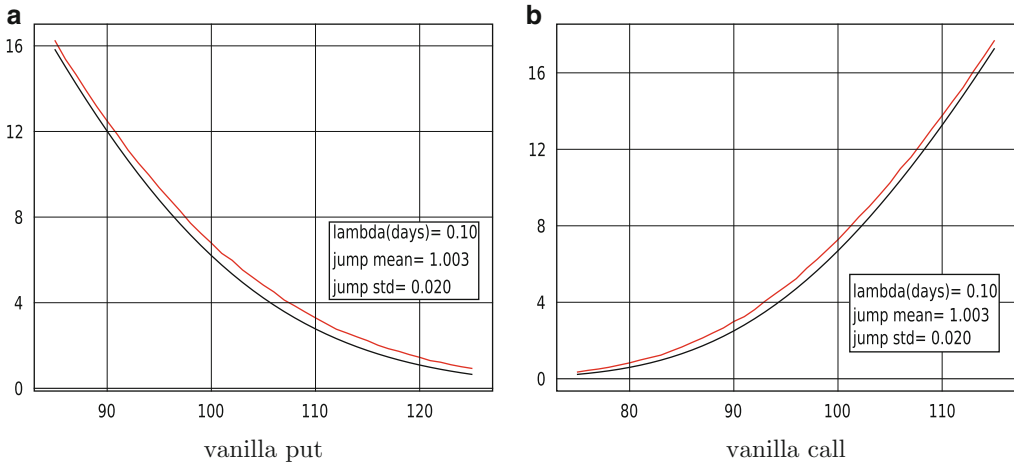 a
16
12
8
4
0
90 100 110 120
lambda(days)= 0.10
jump mean= 1.003
jump std= 0.020
vanilla put
b
16
12
8
4
0
80 90 100 110
lambda(days)= 0.10
jump mean= 1.003
jump std= 0.020
vanilla call